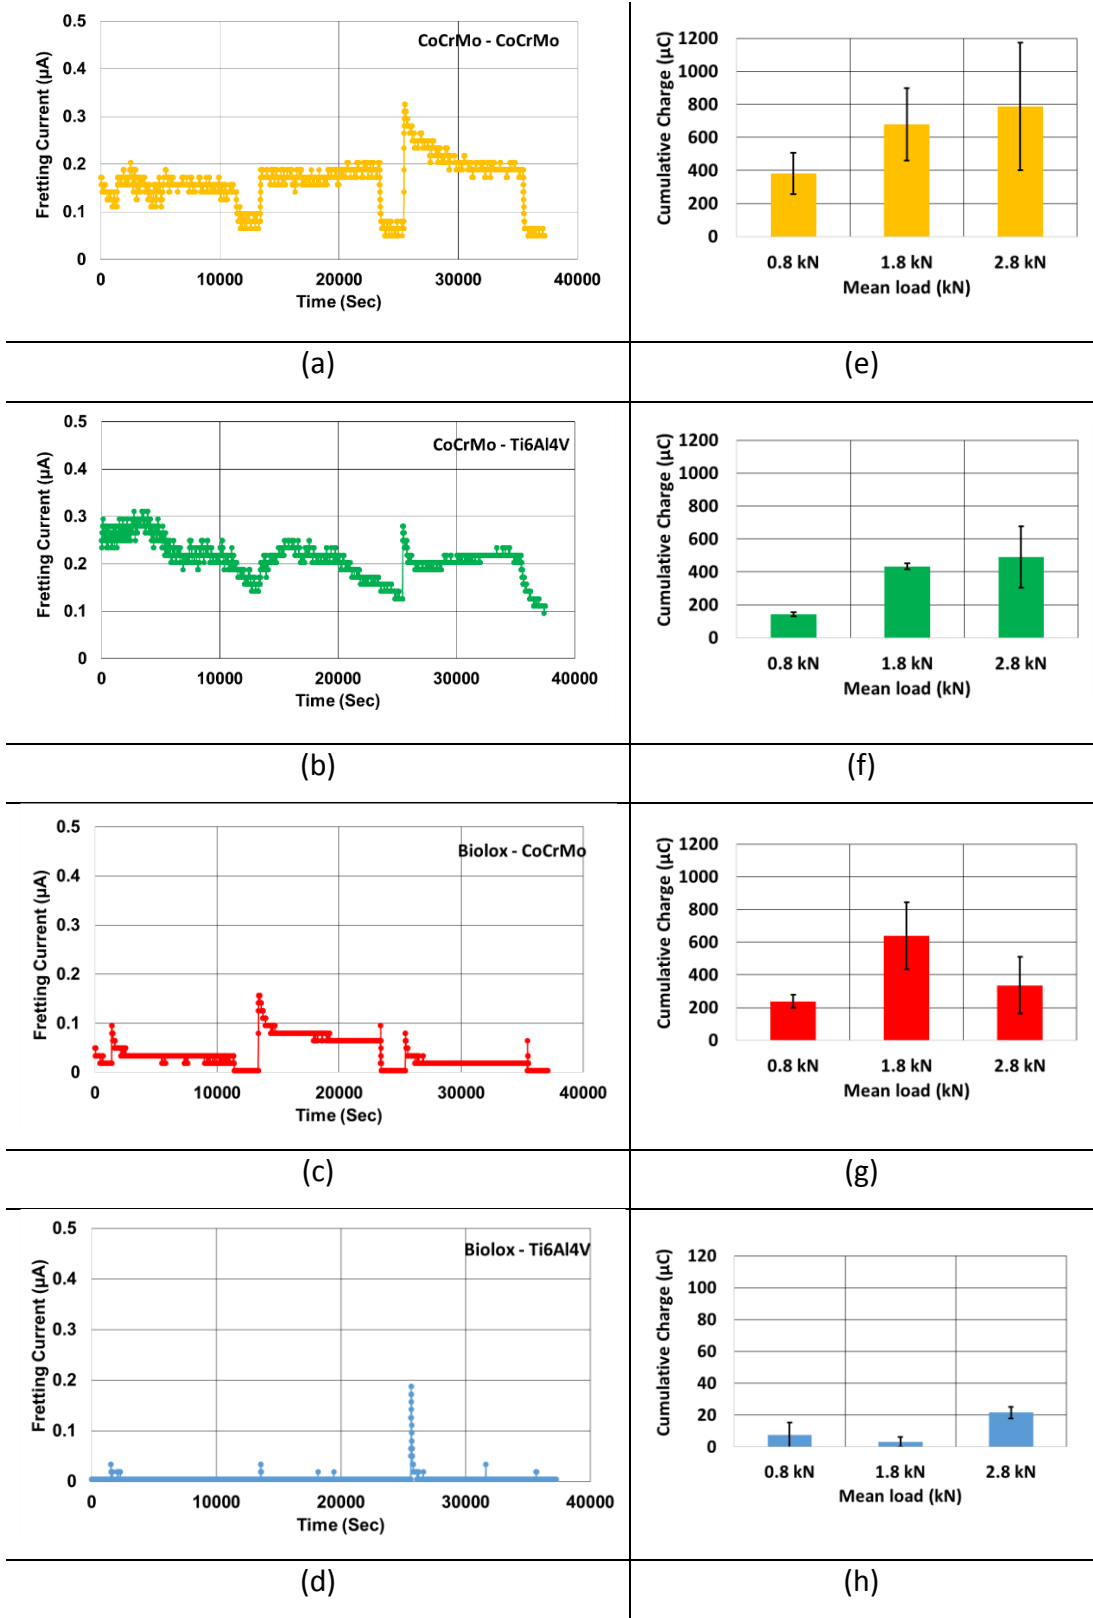 CoCrMo - CoCrMo
Fretting Current (µA)
0.5
0.4
0.3
0.2
0.1
0
0 10000 20000 30000 40000
Time (Sec)
Cumulative Charge (µC)
1200
1000
800
600
400
200
0
0.8 kN 1.8 kN 2.8 kN
Mean load (kN)
(a)
(e)
CoCrMo - Ti6Al4V
Fretting Current (µA)
0.5
0.4
0.3
0.2
0.1
0
0 10000 20000 30000 40000
Time (Sec)
Cumulative Charge (µC)
1200
1000
800
600
400
200
0
0.8 kN 1.8 kN 2.8 kN
Mean load (kN)
(b)
(f)
Biolox - CoCrMo
Fretting Current (µA)
0.5
0.4
0.3
0.2
0.1
0
0 10000 20000 30000 40000
Time (Sec)
Cumulative Charge (µC)
1200
1000
800
600
400
200
0
0.8 kN 1.8 kN 2.8 kN
Mean load (kN)
(c)
(g)
Biolox - Ti6Al4V
Fretting Current (µA)
0.5
0.4
0.3
0.2
0.1
0
0 10000 20000 30000 40000
Time (Sec)
Cumulative Charge (µC)
120
100
80
60
40
20
0
0.8 kN 1.8 kN 2.8 kN
Mean load (kN)
(d)
(h)